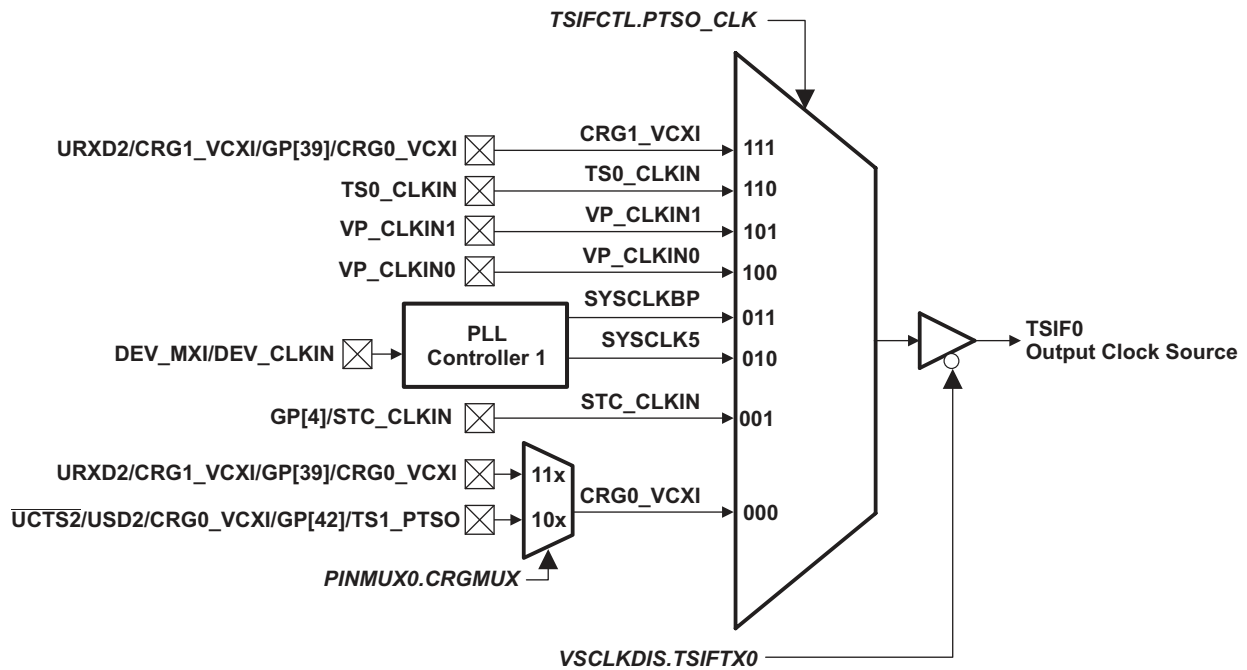 TSIFCTL.PTSO_CLK
URXD2/CRG1_VCXI/GP[39]/CRG0_VCXI
CRG1_VCXI
111
TS0_CLKIN
TS0_CLKIN
110
VP_CLKIN1
VP_CLKIN1
101
VP_CLKIN0
VP_CLKIN0
100
SYSCLKBP
011
DEV_MXI/DEV_CLKIN
PLL
Controller 1
SYSCLK5
010
TSIF0
Output Clock Source
GP[4]/STC_CLKIN
STC_CLKIN
001
URXD2/CRG1_VCXI/GP[39]/CRG0_VCXI
11x
UCTS2/USD2/CRG0_VCXI/GP[42]/TS1_PTSO
10x
CRG0_VCXI
000
PINMUX0.CRGMUX
VSCLKDIS.TSIFTX0